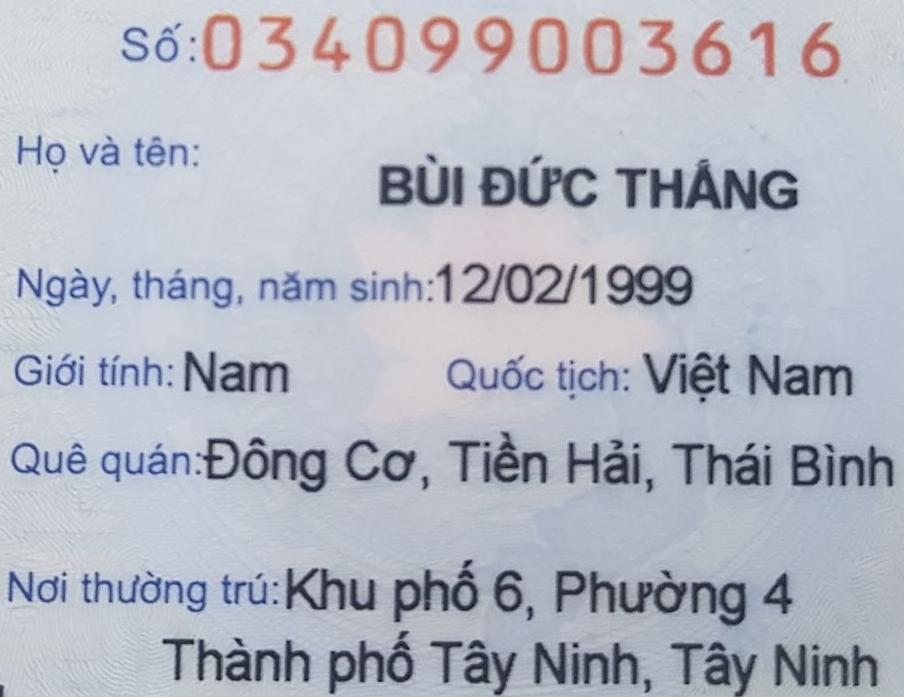 Số:034099003616
Họ và tên:
BÙI ĐỨC THẮNG
Ngày, tháng, năm sinh:12/02/1999
Giới tính: Nam Quốc tịch: Việt Nam
Quê quán:Đông Cơ, Tiền Hải, Thái Bình
Nơi thường trú:Khu phố 6, Phường 4
Thành phố Tây Ninh, Tây Ninh